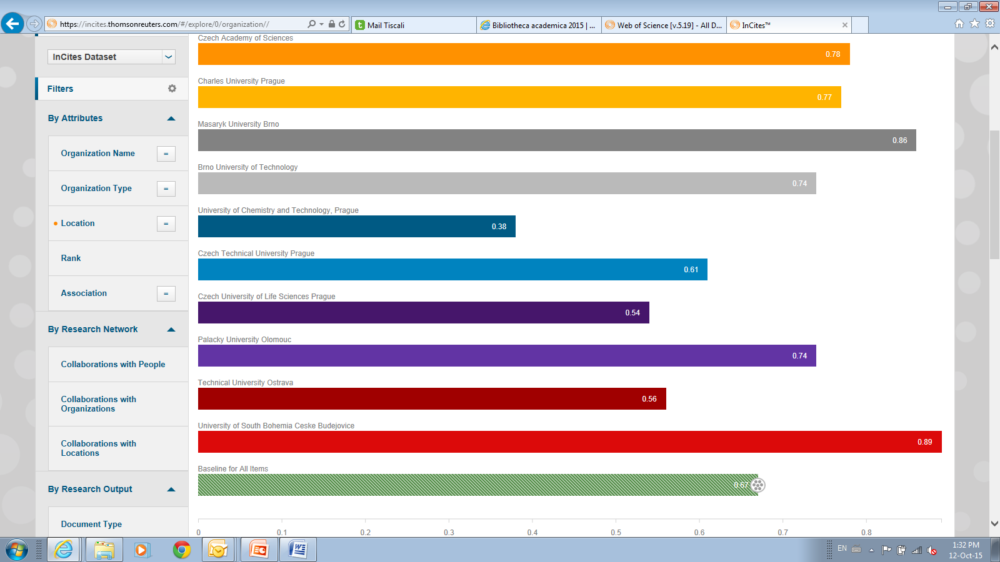 https://incites.thomsonreuters.com/#/explore/0/organization//
Mail Tiscali
Bibliotheca academica 2015 | ...
Web of Science [v.5.19] - All D...
InCites™
InCites Dataset
Filters
By Attributes
Organization Name =
Organization Type =
Location =
Rank
Association =
By Research Network
Collaborations with People
Collaborations with
Organizations
Collaborations with
Locations
By Research Output
Document Type
Czech Academy of Sciences
0.78
Charles University Prague
0.77
Masaryk University Brno
0.86
Brno University of Technology
0.74
University of Chemistry and Technology, Prague
0.38
Czech Technical University Prague
0.61
Czech University of Life Sciences Prague
0.54
Palacky University Olomouc
0.74
Technical University Ostrava
0.56
University of South Bohemia Ceske Budejovice
0.89
Baseline for All Items
0.67
0 0.1 0.2 0.3 0.4 0.5 0.6 0.7 0.8
EN
1:32 PM
12-Oct-15